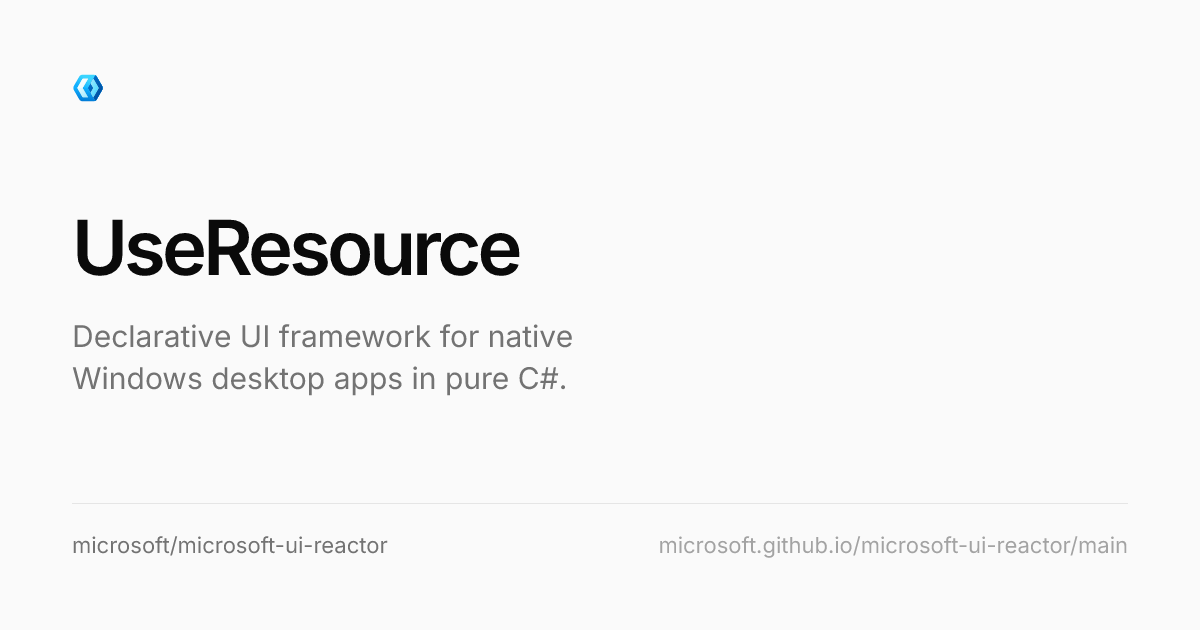 UseResource
Declarative UI framework for native
Windows desktop apps in pure C#.
microsoft/microsoft-ui-reactor
microsoft.github.io/microsoft-ui-reactor/main